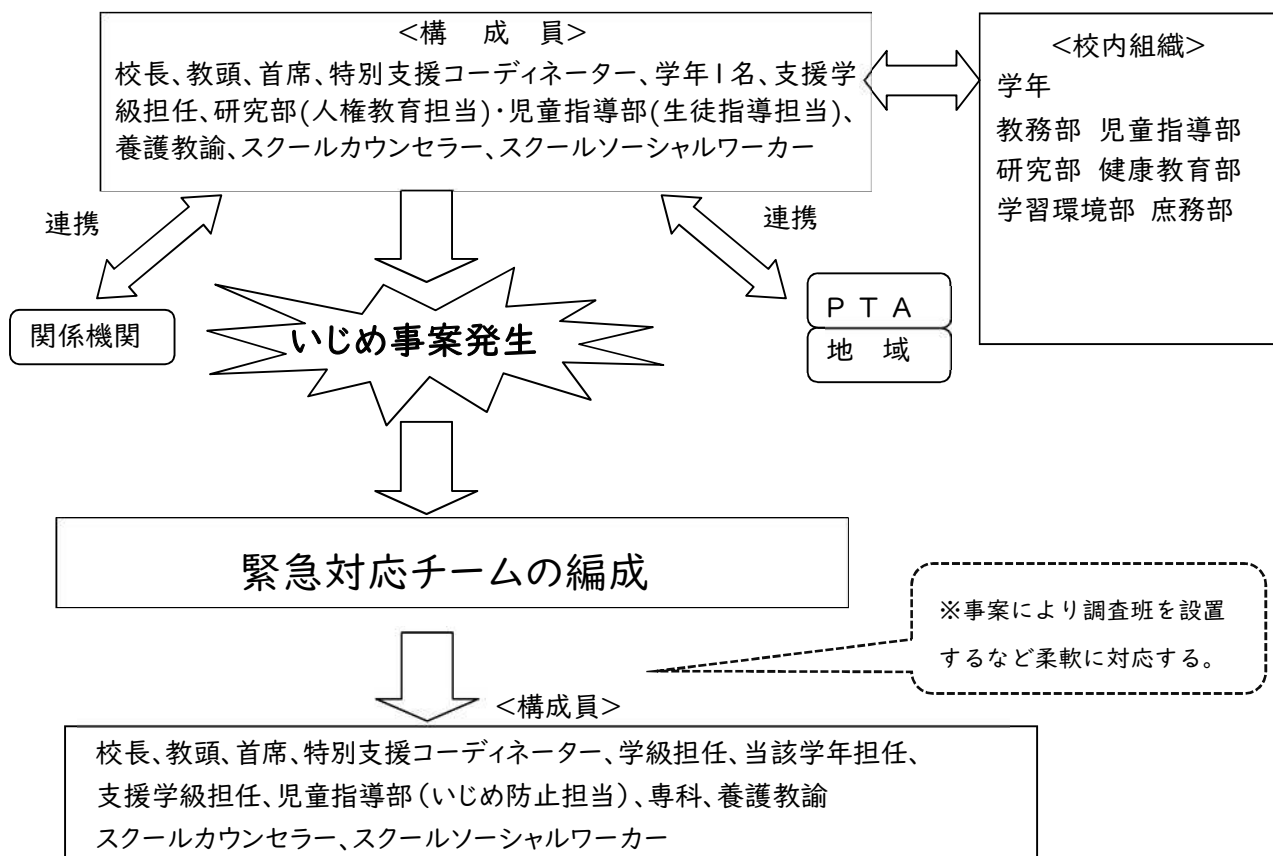 <構　成　員>
校長、教頭、首席、特別支援コーディネーター、学年1名、支援学
級担任、研究部(人権教育担当)・児童指導部(生徒指導担当)、
養護教諭、スクールカウンセラー、スクールソーシャルワーカー
<校内組織>
学年
教務部 児童指導部
研究部 健康教育部
学習環境部 庶務部
連携
連携
関係機関
いじめ事案発生
ＰＴＡ
地　域
緊急対応チームの編成
※事案により調査班を設置
するなど柔軟に対応する。
<構成員>
校長、教頭、首席、特別支援コーディネーター、学級担任、当該学年担任、
支援学級担任、児童指導部(いじめ防止担当)、専科、養護教諭
スクールカウンセラー、スクールソーシャルワーカー